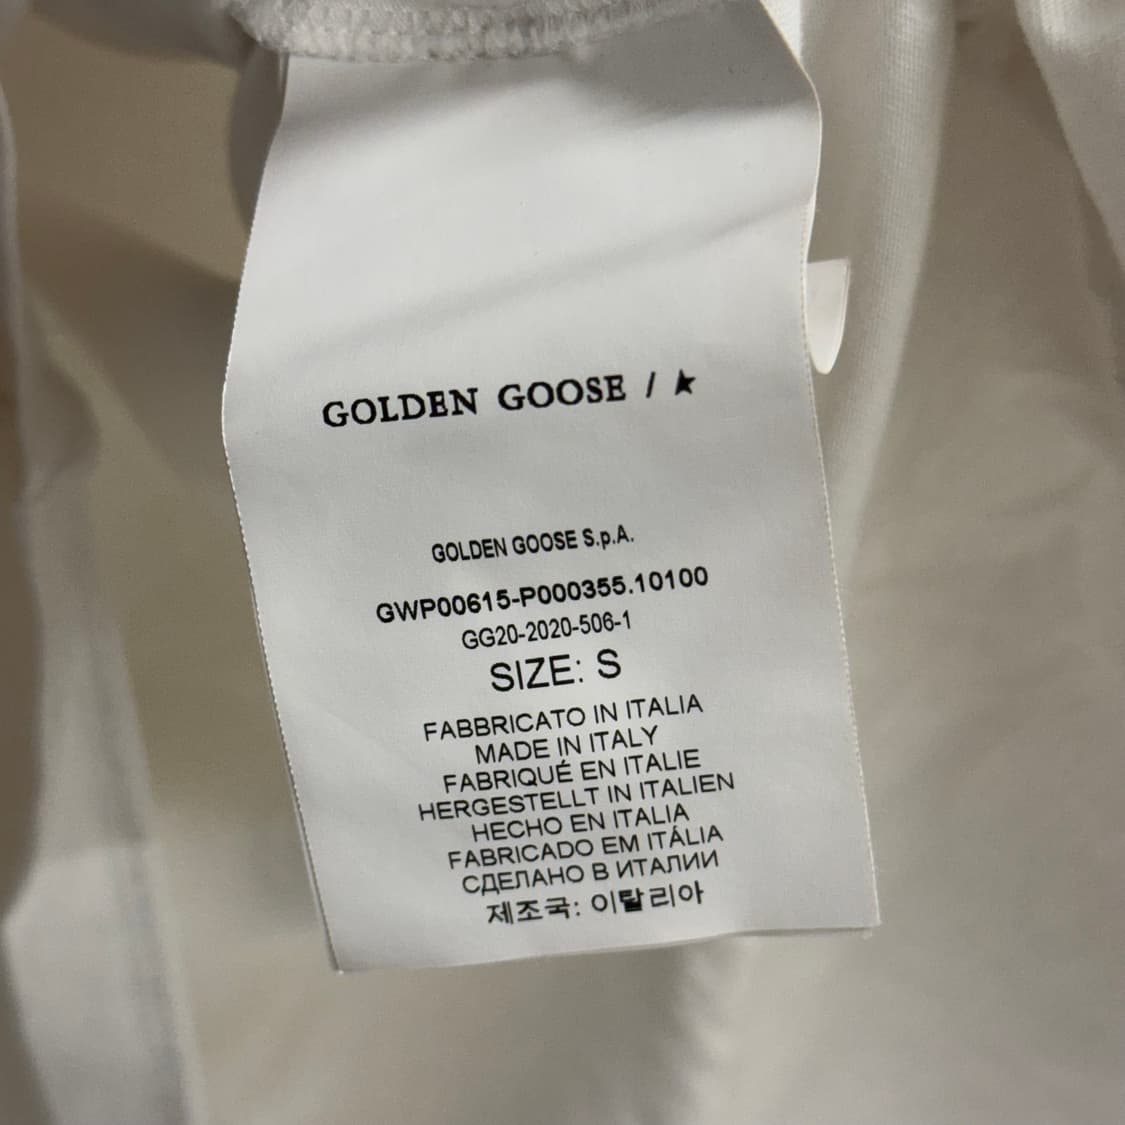 GOLDEN GOOSE / ★
GOLDEN GOOSE S.p.A.
GWP00615-P000355.10100
GG20-2020-506-1
SIZE: S
FABBRICATO IN ITALIA
MADE IN ITALY
FABRIQUÉ EN ITALIE
HERGESTELLT IN ITALIEN
HECHO EN ITALIA
FABRICADO EM ITÁLIA
СДЕЛАНО В ИТАЛИИ
제조국: 이탈리아